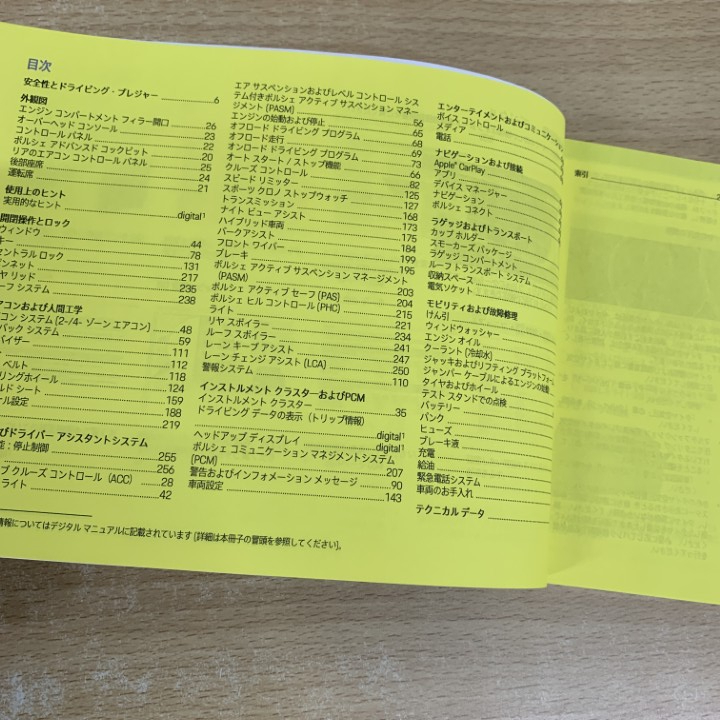 目次
安全性とドライビング・プレジャー 6
外観図
エンジン コンパートメント フィラー開口 26
オーバーヘッド コンソール 23
コントロール パネル 22
ポルシェ アドバンスド コックピット 20
リアのエアコン コントロール パネル 25
後部座席 24
運転席 21
使用上のヒント
実用的なヒント digital¹
開閉操作とロック
ウィンドウ 44
キー 78
セントラル ロック 131
ンネット 217
ヤ リッド 235
ーフ システム 238
アコンおよび人間工学
コン システム (2-/4- ゾーン エアコン) 48
バック システム 59
バイザー 111
112
ベルト 118
リングホイール 124
ルド シート 159
ナル設定 188
219
びドライバー アシスタントシステム
能：停止制御 255
256
ブ クルーズ コントロール (ACC) 28
ライト 42
エア サスペンションおよびレベル コントロール シス
テム付きポルシェ アクティブ サスペンション マネー
ジメント (PASM) 56
エンジンの始動および停止 65
オフロード ドライビング プログラム 68
オフロード走行 69
オンロード ドライビング プログラム 73
オート スタート / ストップ機能 66
クルーズ コントロール 82
スピード リミッター 125
スポーツ クロノ ストップウォッチ 127
トランスミッション 168
ナイト ビュー アシスト 173
ハイブリッド車両 175
パークアシスト 184
フロント ワイパー 199
ブレーキ 195
ポルシェ アクティブ サスペンション マネージメント
(PASM) 203
ポルシェ アクティブ セーフ (PAS) 204
ポルシェ ヒル コントロール (PHC) 215
ライト 221
リヤ スポイラー 234
ルーフ スポイラー 241
レーン キープ アシスト 247
レーン チェンジ アシスト (LCA) 250
警報システム 110
インストルメント クラスターおよびPCM
インストルメント クラスター 35
ドライビング データの表示（トリップ情報）
digital¹
ヘッドアップ ディスプレイ digital¹
ポルシェ コミュニケーション マネジメントシステム
(PCM) 207
警告およびインフォメーション メッセージ 90
車両設定 143
エンターテイメントおよびコミュニケーション
ボイス コントロール
メディア
電話
ナビゲーションおよび接続
Apple® CarPlay
アプリ
デバイス マネージャー
ナビゲーション
ポルシェ コネクト
ラゲッジおよびトランスポート
カップ ホルダー
スモーカーズ パッケージ
ラゲッジ コンパートメント
ルーフ トランスポート システム
収納スペース
電気ソケット
モビリティおよび故障修理
けん引
ウィンドウォッシャー
エンジン オイル
クーラント (冷却水)
ジャッキおよびリフティング プラットフォー
ジャンパー ケーブルによるエンジンの始動
タイヤおよびホイール
テスト スタンドでの点検
バッテリー
パンク
ヒューズ
ブレーキ液
充電
給油
緊急電話システム
車両のお手入れ
テクニカル データ
索引 2
情報についてはデジタル マニュアルに記載されています (詳細は本冊子の冒頭を参照してください)。